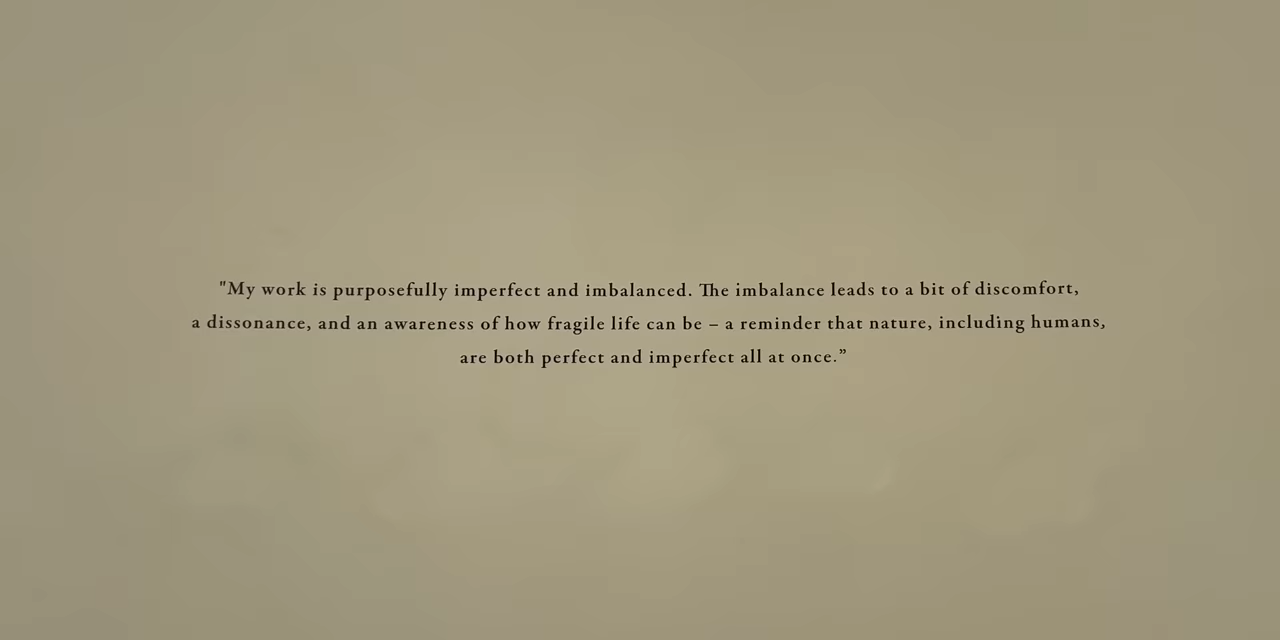 "My work is purposefully imperfect and imbalanced. The imbalance leads to a bit of discomfort,
a dissonance, and an awareness of how fragile life can be – a reminder that nature, including humans,
are both perfect and imperfect all at once.”